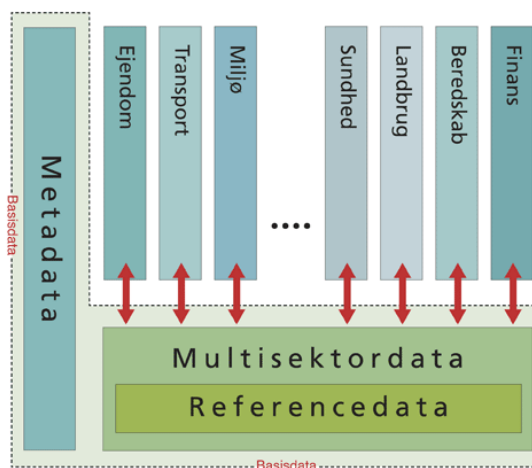 Ejendom
Transport
Miljø
....
Sundhed
Landbrug
Beredskab
Finans
Metadata
Basisdata
Multisektordata
Referencedata
Basisdata